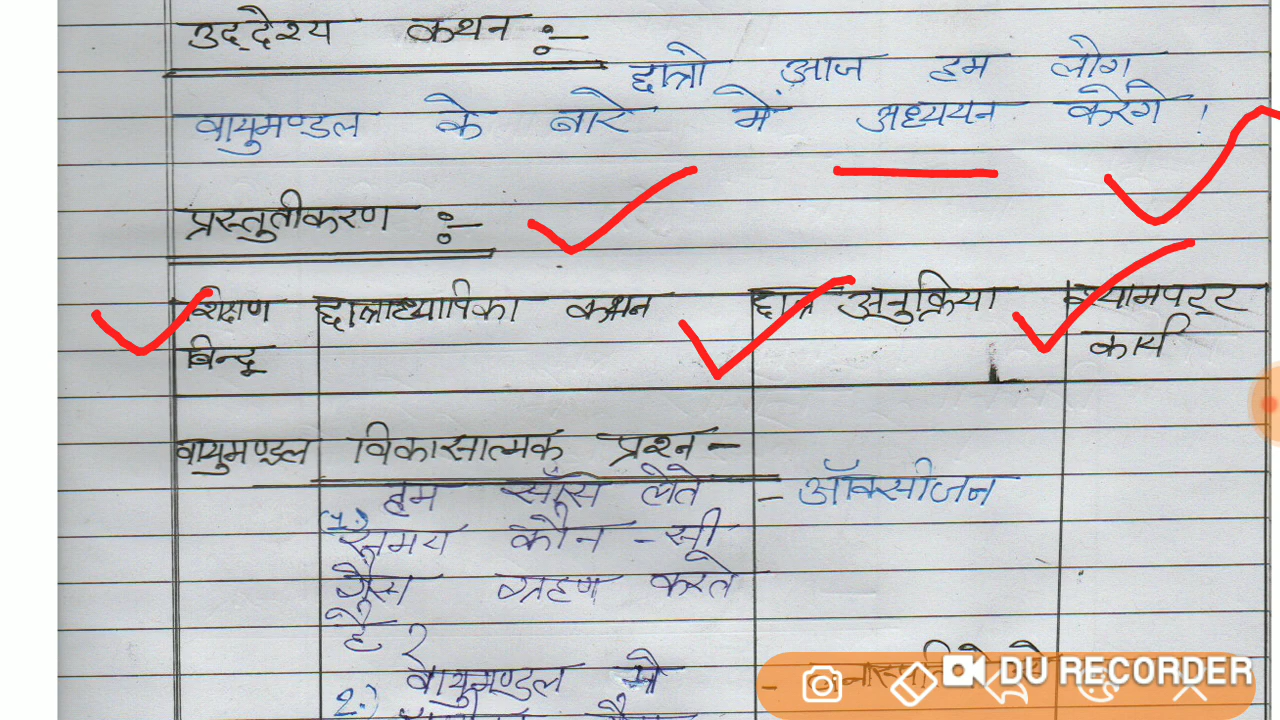 उद्देश्य कथन :-
छात्रो आज हम लोग
वायुमण्डल के बारे में अध्ययन करेंगे !
प्रस्तुतीकरण :-
शिक्षण बिन्दू
छात्राध्यापिका कथन
छात्र अनुक्रिया
श्यामपट्ट कार्य
वायुमण्डल
विकासात्मक प्रश्न -
हम साँस लेते
- ऑक्सीजन
(1.)
समय कौन - सी
गैस ग्रहण करते
है ?
वायुमण्डल मे
2.)
DU RECORDER